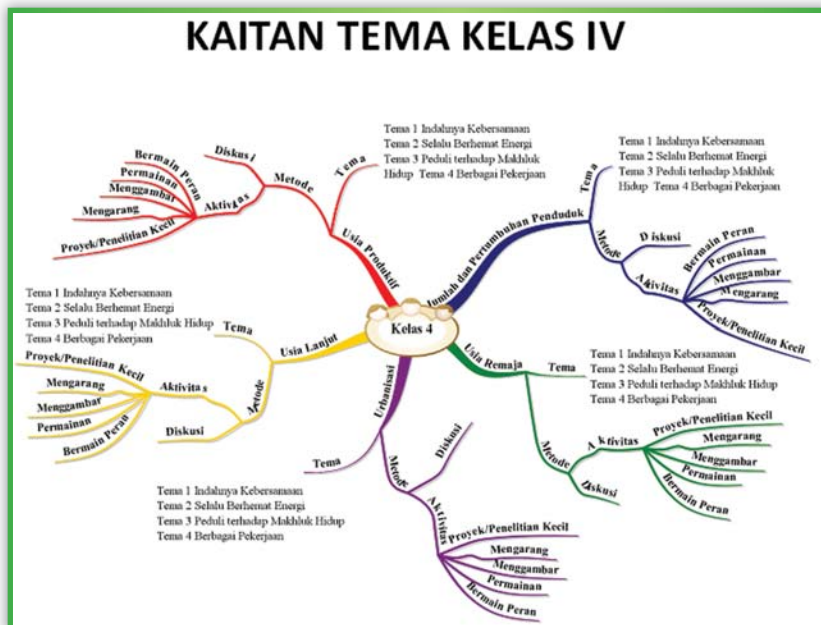 KAITAN TEMA KELAS IV
Kelas 4
Usia Produktif
Tema
Tema 1 Indahnya Kebersamaan
Tema 2 Selalu Berhemat Energi
Tema 3 Peduli terhadap Makhluk
Hidup Tema 4 Berbagai Pekerjaan
Metode
Diskusi
Aktivitas
Bermain Peran
Permainan
Menggambar
Mengarang
Proyek/Penelitian Kecil
Jumlah dan Pertumbuhan Penduduk
Tema
Tema 1 Indahnya Kebersamaan
Tema 2 Selalu Berhemat Energi
Tema 3 Peduli terhadap Makhluk
Hidup Tema 4 Berbagai Pekerjaan
Metode
Diskusi
Aktivitas
Bermain Peran
Permainan
Menggambar
Mengarang
Proyek/Penelitian Kecil
Usia Remaja
Tema
Tema 1 Indahnya Kebersamaan
Tema 2 Selalu Berhemat Energi
Tema 3 Peduli terhadap Makhluk Hidup
Tema 4 Berbagai Pekerjaan
Metode
Aktivitas
Proyek/Penelitian Kecil
Mengarang
Menggambar
Permainan
Bermain Peran
Diskusi
Urbanisasi
Tema
Tema 1 Indahnya Kebersamaan
Tema 2 Selalu Berhemat Energi
Tema 3 Peduli terhadap Makhluk Hidup
Tema 4 Berbagai Pekerjaan
Metode
Diskusi
Aktivitas
Proyek/Penelitian Kecil
Mengarang
Menggambar
Permainan
Bermain Peran
Usia Lanjut
Tema
Tema 1 Indahnya Kebersamaan
Tema 2 Selalu Berhemat Energi
Tema 3 Peduli terhadap Makhluk Hidup
Tema 4 Berbagai Pekerjaan
Metode
Aktivitas
Proyek/Penelitian Kecil
Mengarang
Menggambar
Permainan
Bermain Peran
Diskusi